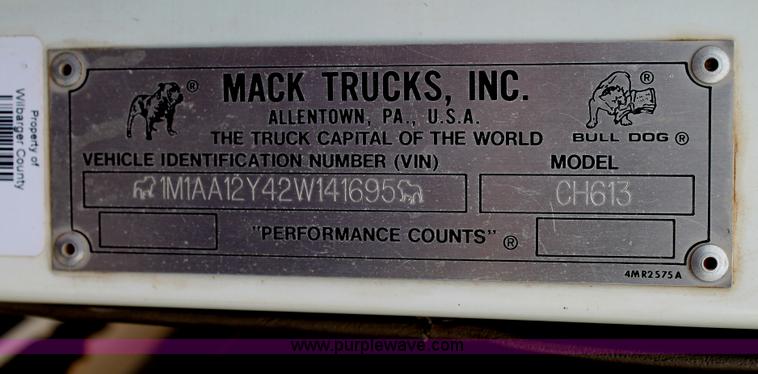 Property of
Wilbarger County
® MACK TRUCKS, INC. ®
ALLENTOWN, PA., U.S.A.
THE TRUCK CAPITAL OF THE WORLD
BULL DOG ®
VEHICLE IDENTIFICATION NUMBER (VIN)
MODEL
1M1AA12Y42W141695
CH613
"PERFORMANCE COUNTS" ®
4MR2575A
www.purplewave.com